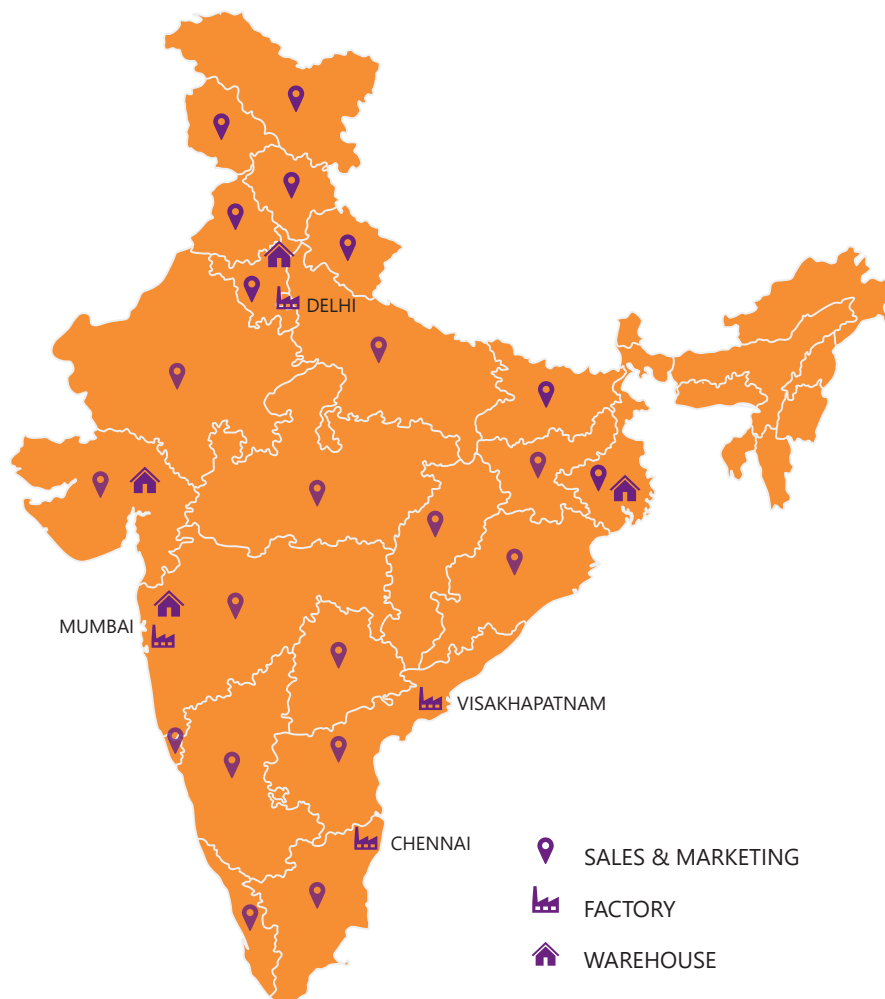 DELHI
MUMBAI
VISAKHAPATNAM
CHENNAI
SALES & MARKETING
FACTORY
WAREHOUSE